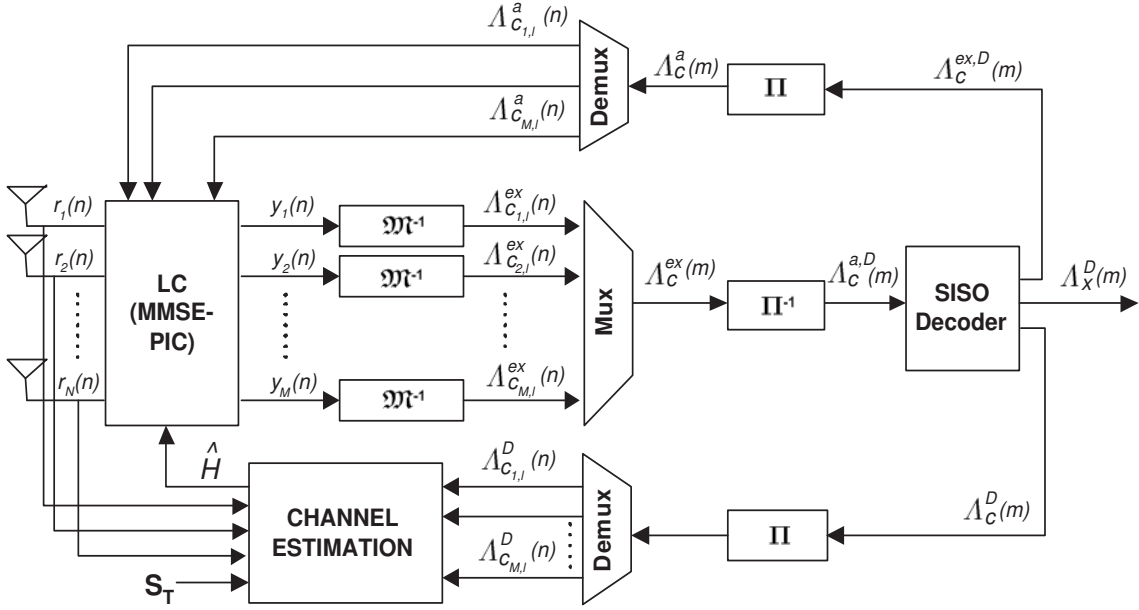 Λ^a_{C_{1,l}}(n)
Λ^a_C(m)
Λ^{ex,D}_C(m)
Demux
Π
Λ^a_{C_{M,l}}(n)
r_1(n)
y_1(n)
𝔐^{-1}
Λ^{ex}_{C_{1,l}}(n)
r_2(n)
y_2(n)
𝔐^{-1}
Λ^{ex}_{C_{2,l}}(n)
LC
(MMSE-
PIC)
Mux
Λ^{ex}_C(m)
Π^{-1}
Λ^{a,D}_C(m)
SISO
Decoder
Λ^D_X(m)
r_N(n)
y_M(n)
𝔐^{-1}
Λ^{ex}_{C_{M,l}}(n)
Ĥ
Λ^D_{C_{1,l}}(n)
CHANNEL
ESTIMATION
Λ^D_{C_{M,l}}(n)
Demux
Π
Λ^D_C(m)
S_T